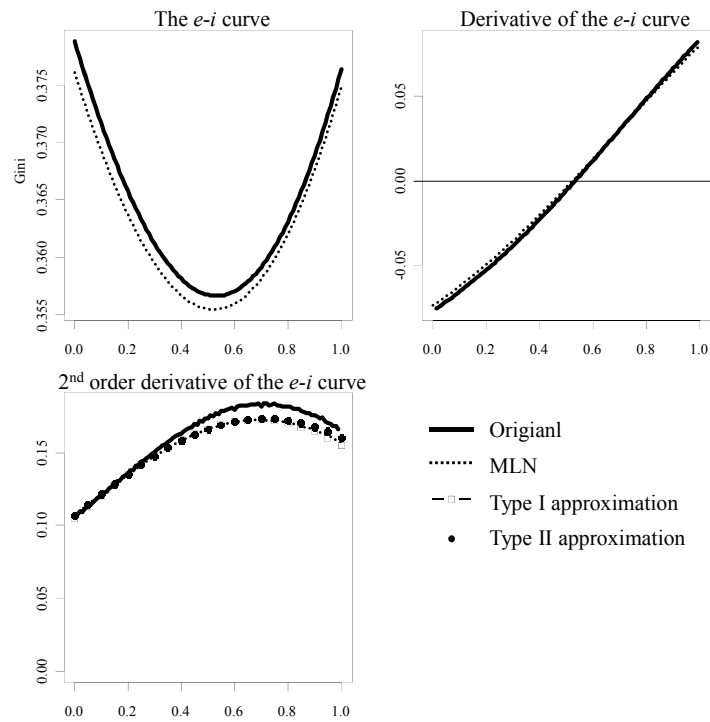 The e-i curve
Derivative of the e-i curve
0.375
0.370
0.365
0.360
0.355
Gini
0.0 0.2 0.4 0.6 0.8 1.0
0.05
0.00
-0.05
0.0 0.2 0.4 0.6 0.8 1.0
2nd order derivative of the e-i curve
0.15
0.10
0.05
0.00
0.0 0.2 0.4 0.6 0.8 1.0
Origianl
MLN
Type I approximation
Type II approximation